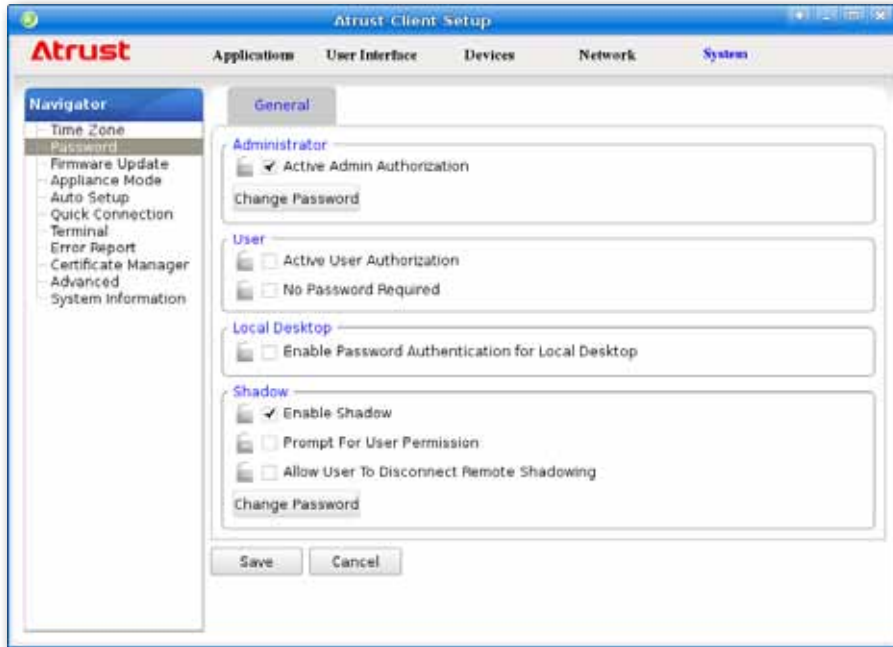 Atrust Client Setup
Atrust
Applications User Interface Devices Network System
Navigator
Time Zone
Password
Firmware Update
Appliance Mode
Auto Setup
Quick Connection
Terminal
Error Report
Certificate Manager
Advanced
System Information
General
Administrator
Active Admin Authorization
Change Password
User
Active User Authorization
No Password Required
Local Desktop
Enable Password Authentication for Local Desktop
Shadow
Enable Shadow
Prompt For User Permission
Allow User To Disconnect Remote Shadowing
Change Password
Save Cancel